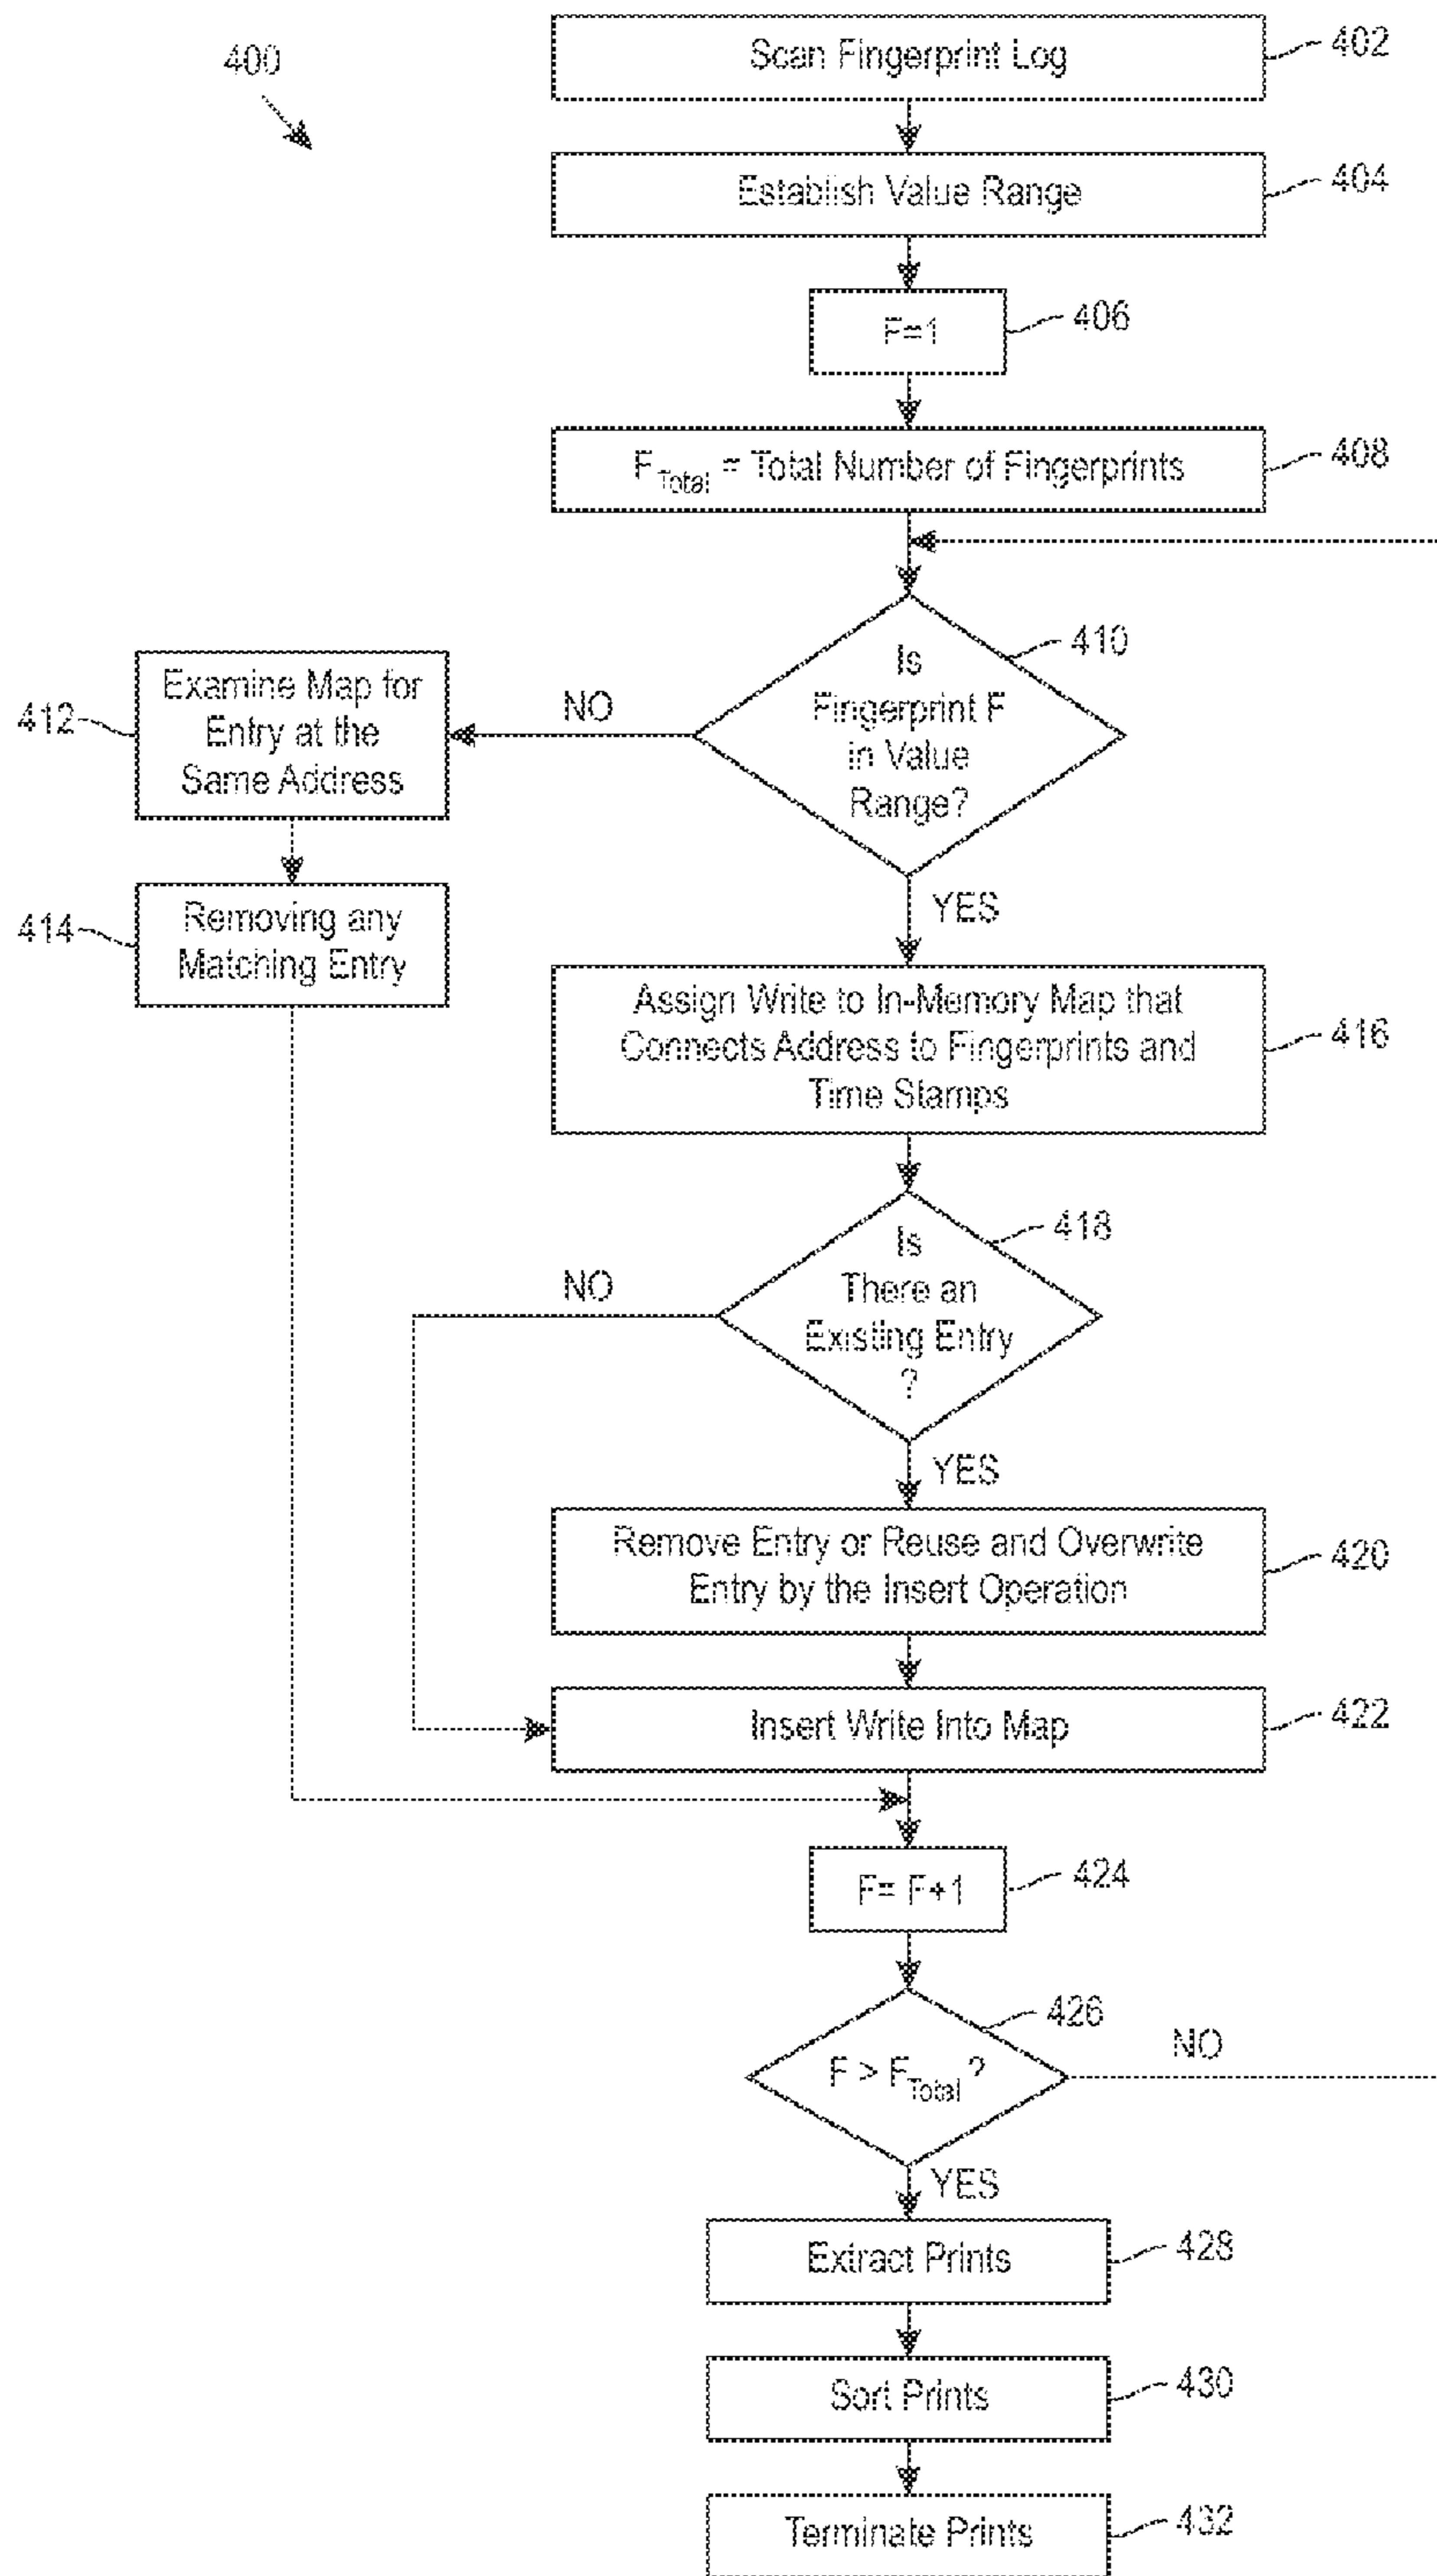 400
Scan Fingerprint Log
402
Establish Value Range
404
F=1
406
F_Total = Total Number of Fingerprints
408
Is
Fingerprint F
in Value
Range?
410
NO
Examine Map for
Entry at the
Same Address
412
Removing any
Matching Entry
414
YES
Assign Write to In-Memory Map that
Connects Address to Fingerprints and
Time Stamps
416
Is
There an
Existing Entry
?
418
NO
YES
Remove Entry or Reuse and Overwrite
Entry by the Insert Operation
420
Insert Write Into Map
422
F= F+1
424
F > F_Total ?
426
NO
YES
Extract Prints
428
Sort Prints
430
Terminate Prints
432